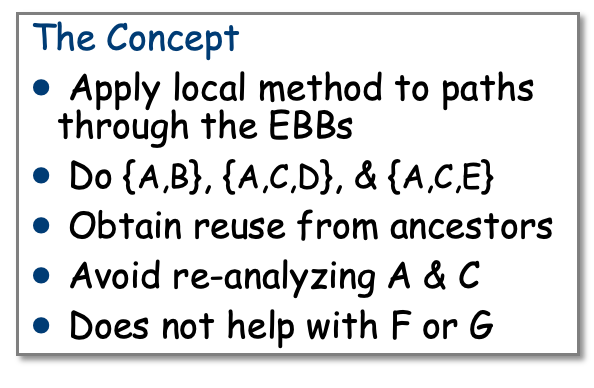 The Concept
• Apply local method to paths
through the EBBs
• Do {A,B}, {A,C,D}, & {A,C,E}
• Obtain reuse from ancestors
• Avoid re-analyzing A & C
• Does not help with F or G